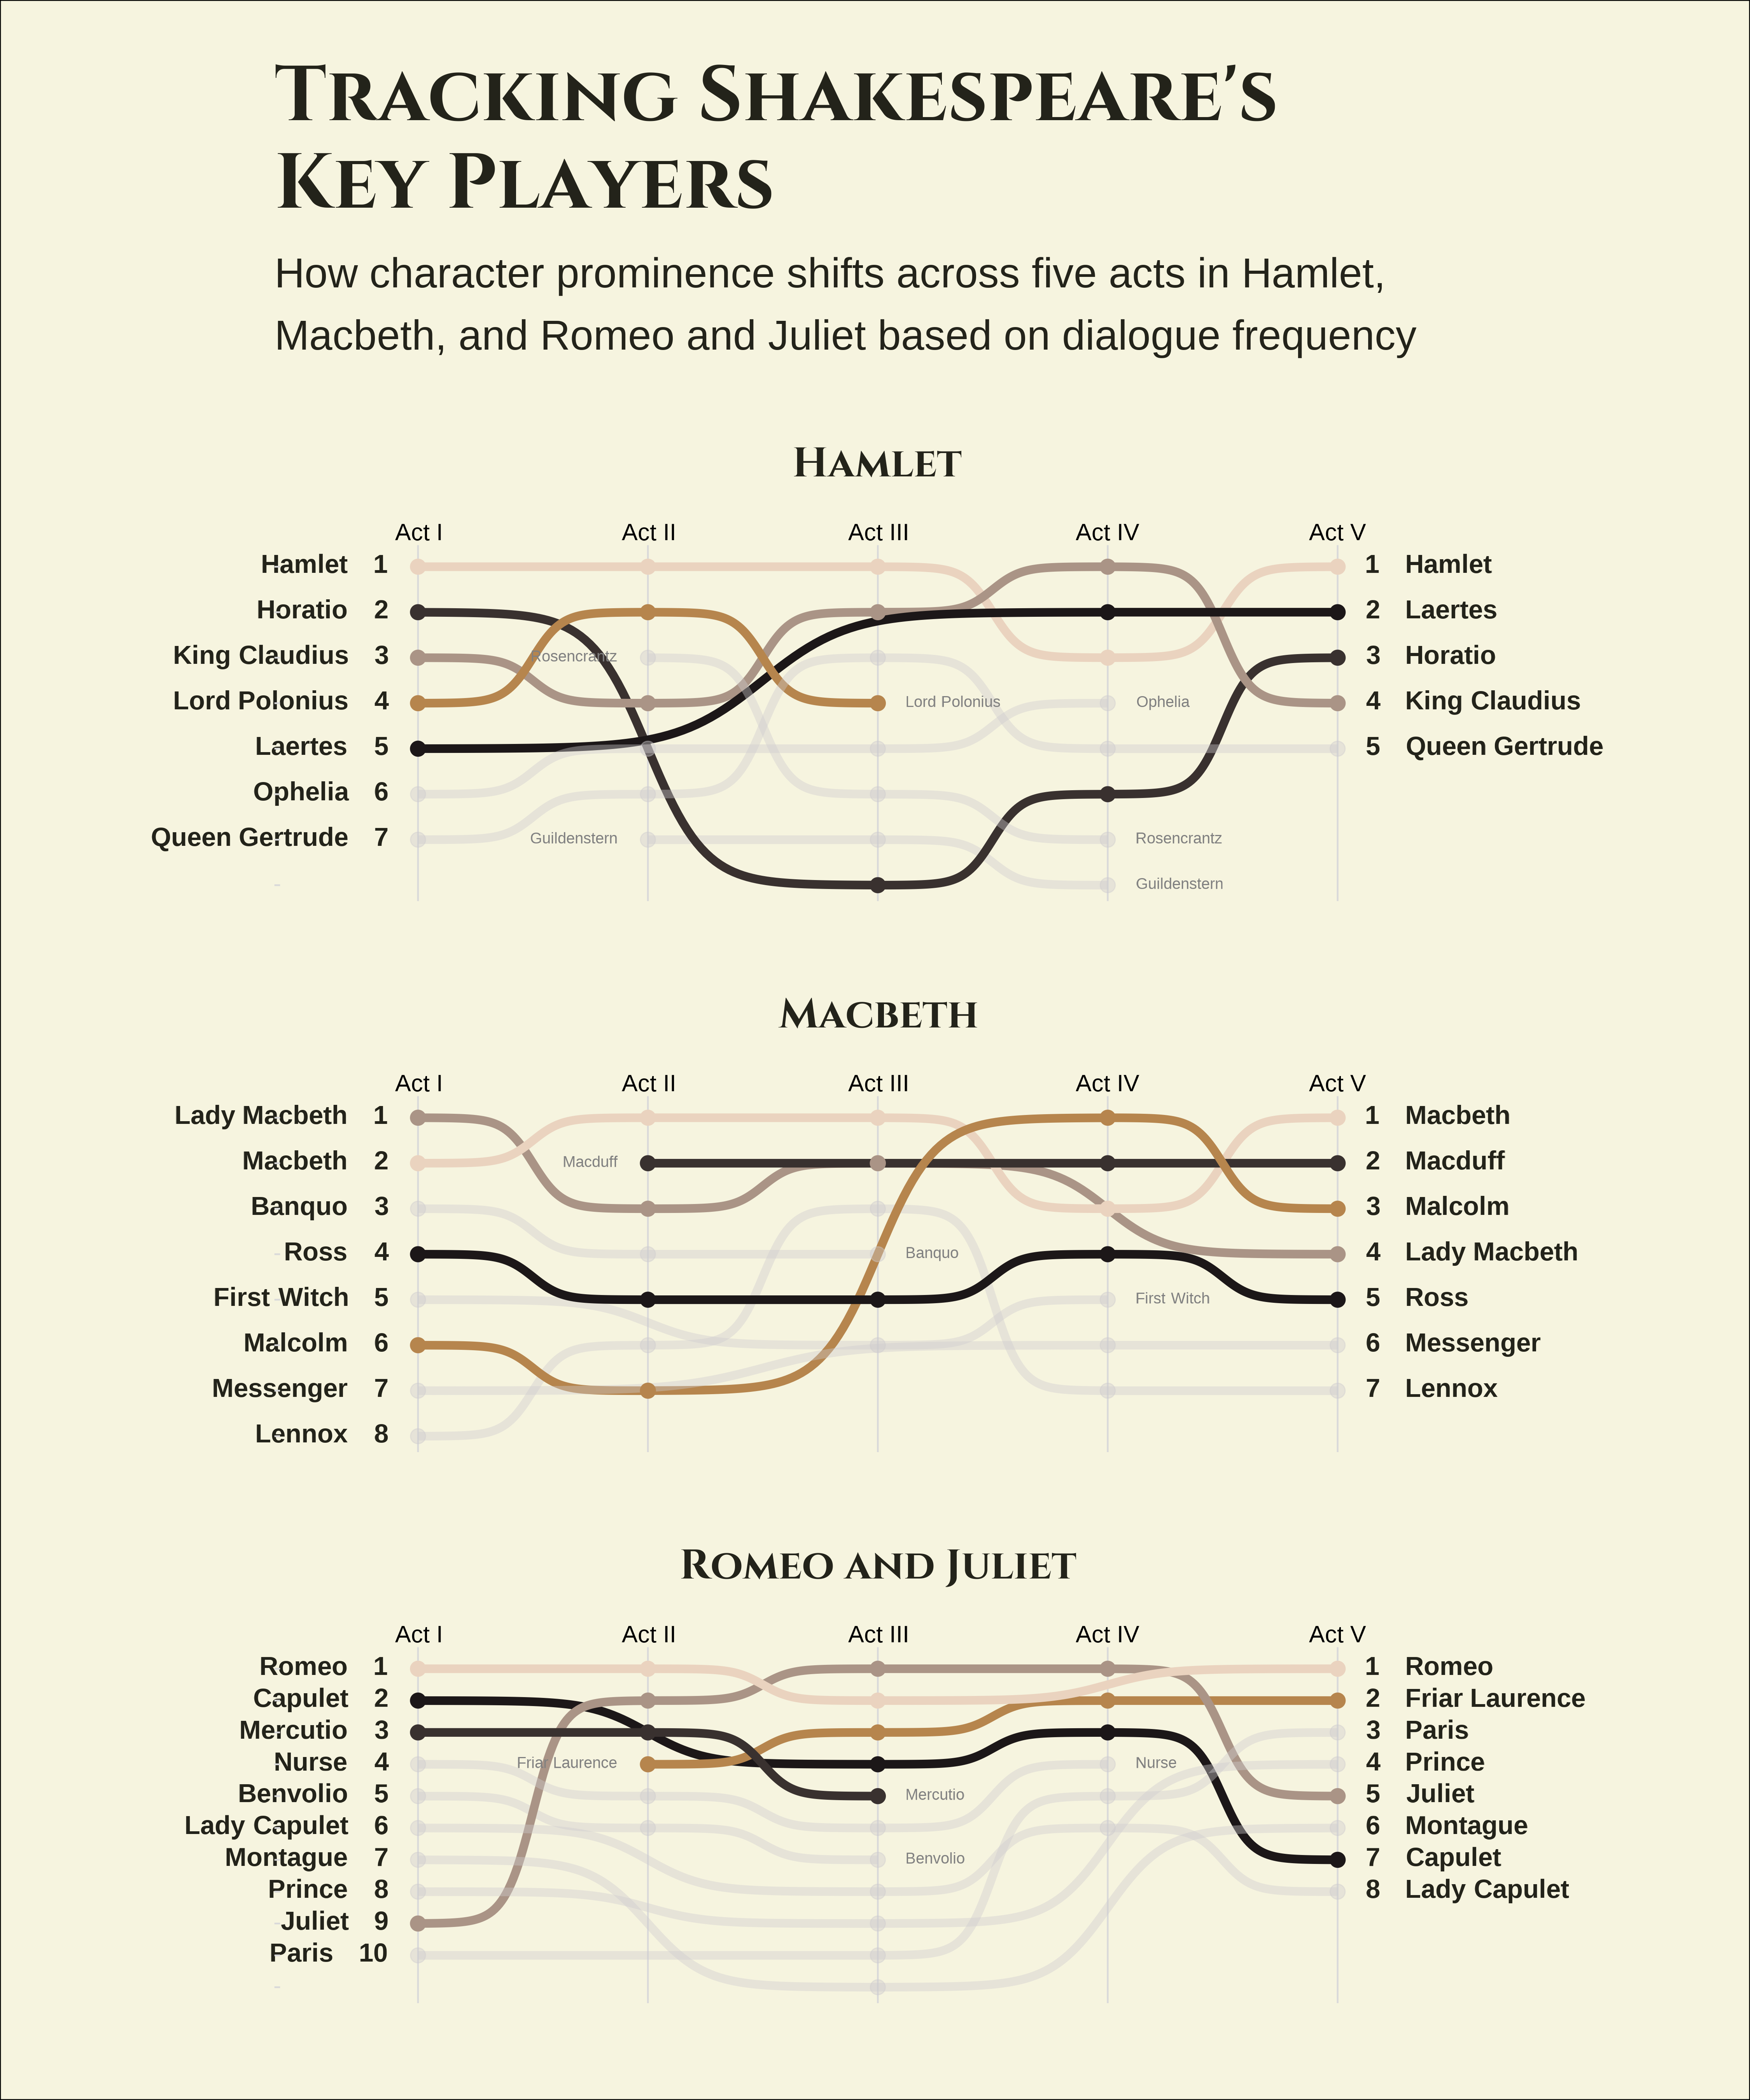 Tracking Shakespeare's
Key Players
How character prominence shifts across five acts in Hamlet,
Macbeth, and Romeo and Juliet based on dialogue frequency
Hamlet
Act I Act II Act III Act IV Act V
Hamlet 1 1 Hamlet
Horatio 2 2 Laertes
King Claudius 3 Rosencrantz 3 Horatio
Lord Polonius 4 Lord Polonius Ophelia 4 King Claudius
Laertes 5 5 Queen Gertrude
Ophelia 6
Queen Gertrude 7 Guildenstern Rosencrantz
Guildenstern
Macbeth
Act I Act II Act III Act IV Act V
Lady Macbeth 1 1 Macbeth
Macbeth 2 Macduff 2 Macduff
Banquo 3 3 Malcolm
Ross 4 Banquo 4 Lady Macbeth
First Witch 5 First Witch 5 Ross
Malcolm 6 6 Messenger
Messenger 7 7 Lennox
Lennox 8
Romeo and Juliet
Act I Act II Act III Act IV Act V
Romeo 1 1 Romeo
Capulet 2 2 Friar Laurence
Mercutio 3 3 Paris
Nurse 4 Friar Laurence Nurse 4 Prince
Benvolio 5 Mercutio 5 Juliet
Lady Capulet 6 6 Montague
Montague 7 Benvolio 7 Capulet
Prince 8 8 Lady Capulet
Juliet 9
Paris 10